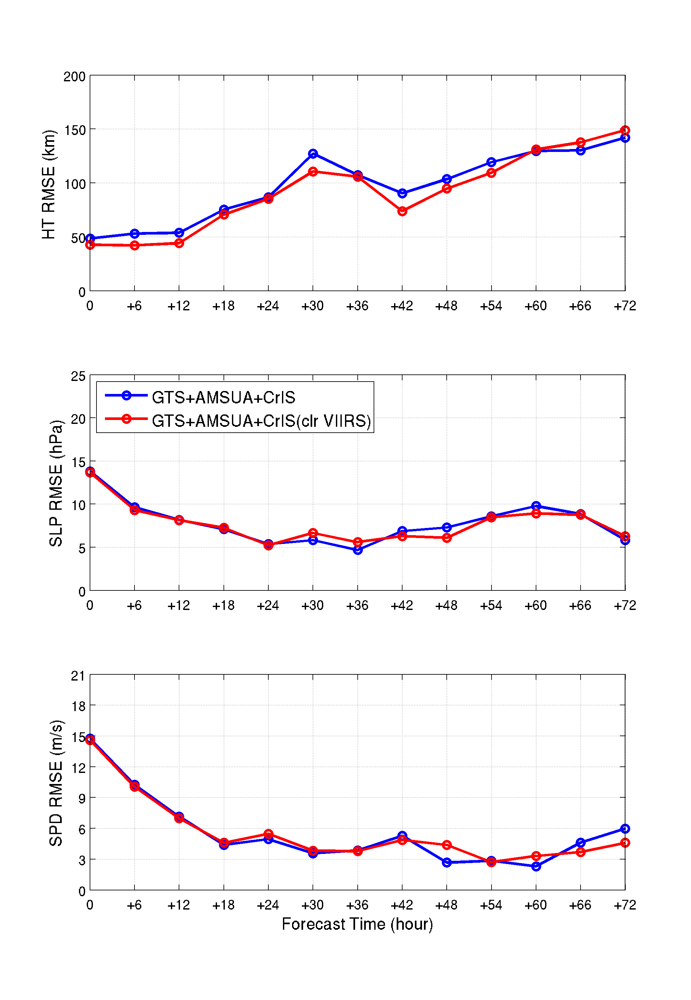 200
150
100
50
0
HT RMSE (km)
0 +6 +12 +18 +24 +30 +36 +42 +48 +54 +60 +66 +72
25
20
15
10
5
0
SLP RMSE (hPa)
GTS+AMSUA+CrIS
GTS+AMSUA+CrIS(clr VIIRS)
0 +6 +12 +18 +24 +30 +36 +42 +48 +54 +60 +66 +72
21
18
15
12
9
6
3
0
SPD RMSE (m/s)
0 +6 +12 +18 +24 +30 +36 +42 +48 +54 +60 +66 +72
Forecast Time (hour)